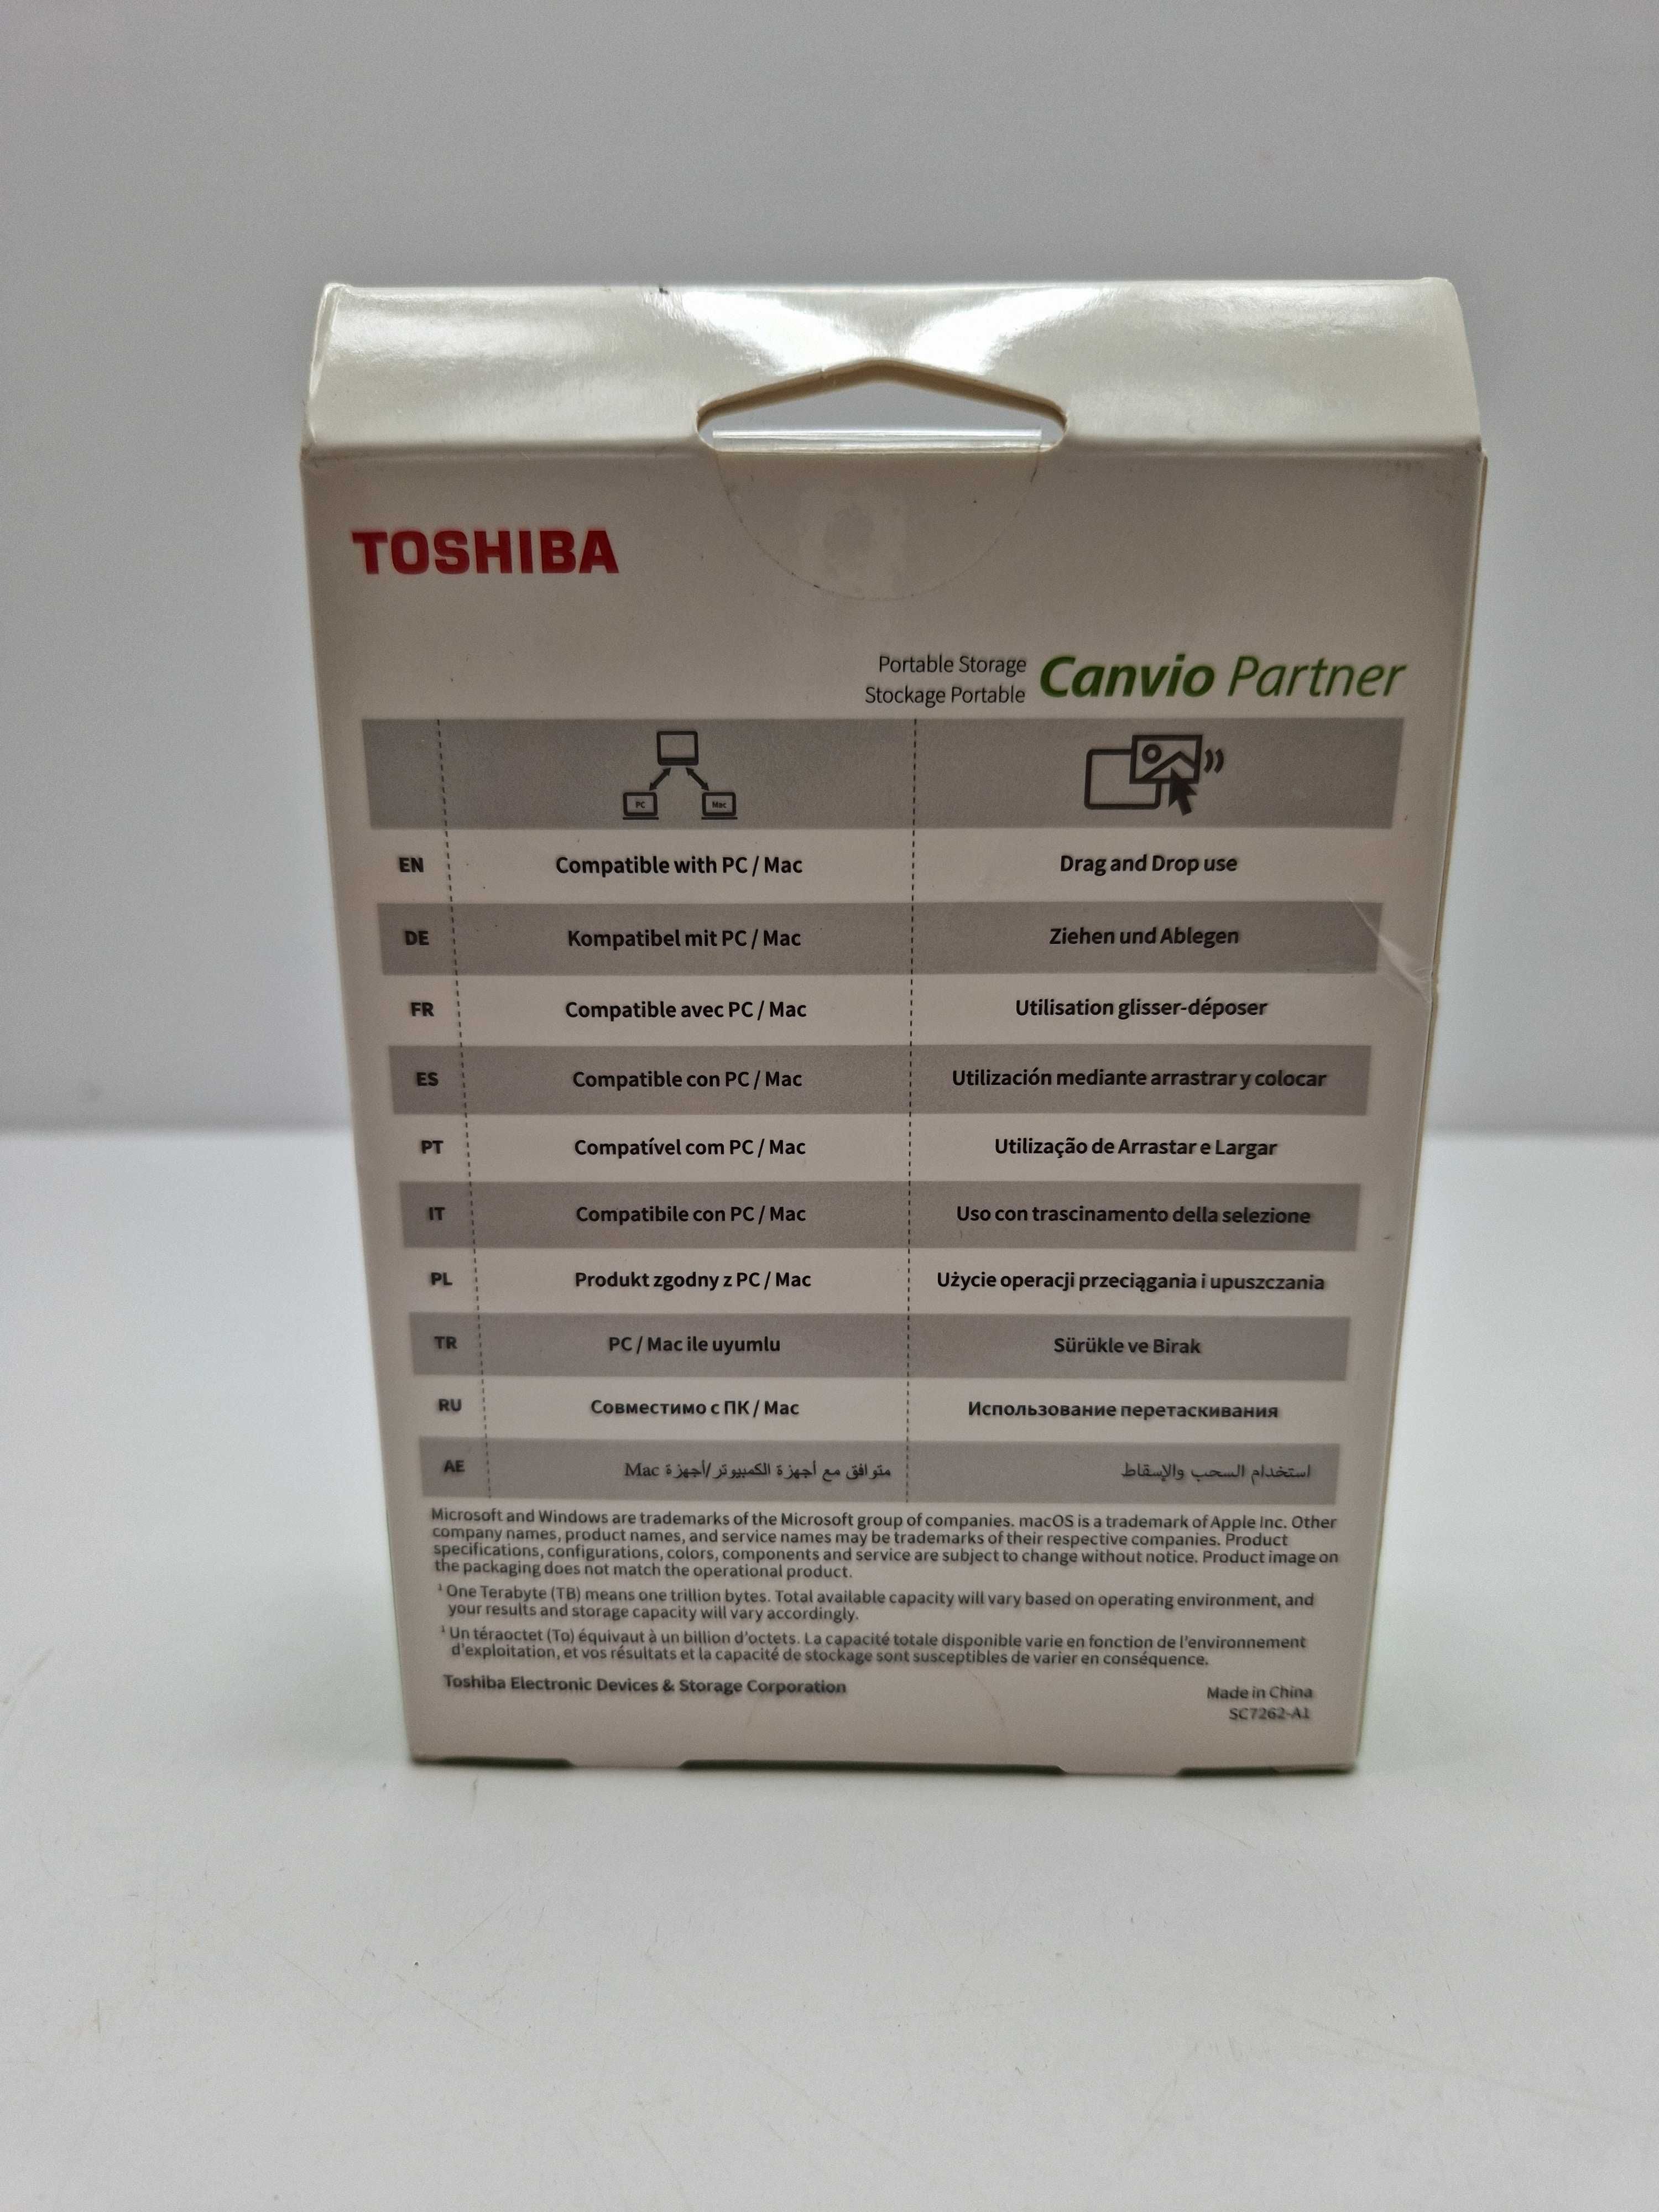 TOSHIBA
Portable Storage
Stockage Portable
Canvio Partner
PC Mac
EN Compatible with PC / Mac Drag and Drop use
DE Kompatibel mit PC / Mac Ziehen und Ablegen
FR Compatible avec PC / Mac Utilisation glisser-déposer
ES Compatible con PC / Mac Utilización mediante arrastrar y colocar
PT Compatível com PC / Mac Utilização de Arrastar e Largar
IT Compatibile con PC / Mac Uso con trascinamento della selezione
PL Produkt zgodny z PC / Mac Użycie operacji przeciągania i upuszczania
TR PC / Mac ile uyumlu Sürükle ve Birak
RU Совместимо с ПК / Mac Использование перетаскивания
AE متوافق مع أجهزة الكمبيوتر/أجهزة Mac استخدام السحب والإسقاط
Microsoft and Windows are trademarks of the Microsoft group of companies. macOS is a trademark of Apple Inc. Other
company names, product names, and service names may be trademarks of their respective companies. Product
specifications, configurations, colors, components and service are subject to change without notice. Product image on
the packaging does not match the operational product.
¹ One Terabyte (TB) means one trillion bytes. Total available capacity will vary based on operating environment, and
your results and storage capacity will vary accordingly.
¹ Un téraoctet (To) équivaut à un billion d'octets. La capacité totale disponible varie en fonction de l'environnement
d'exploitation, et vos résultats et la capacité de stockage sont susceptibles de varier en conséquence.
Toshiba Electronic Devices & Storage Corporation
Made in China
SC7262-A1